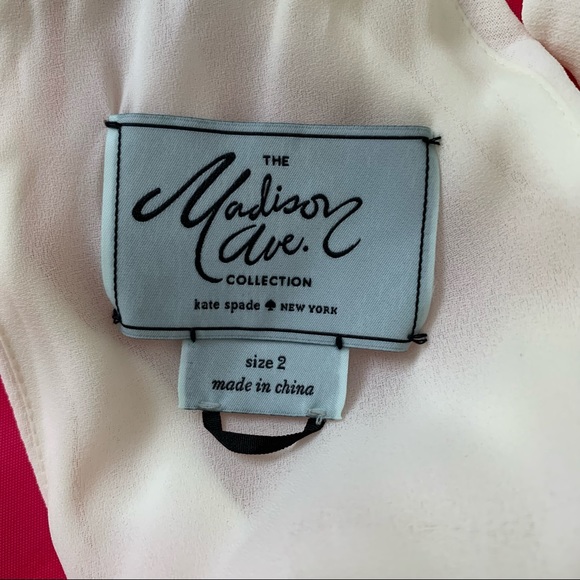 THE
Madison
Ave.
COLLECTION
kate spade ♠ NEW YORK
size 2
made in china